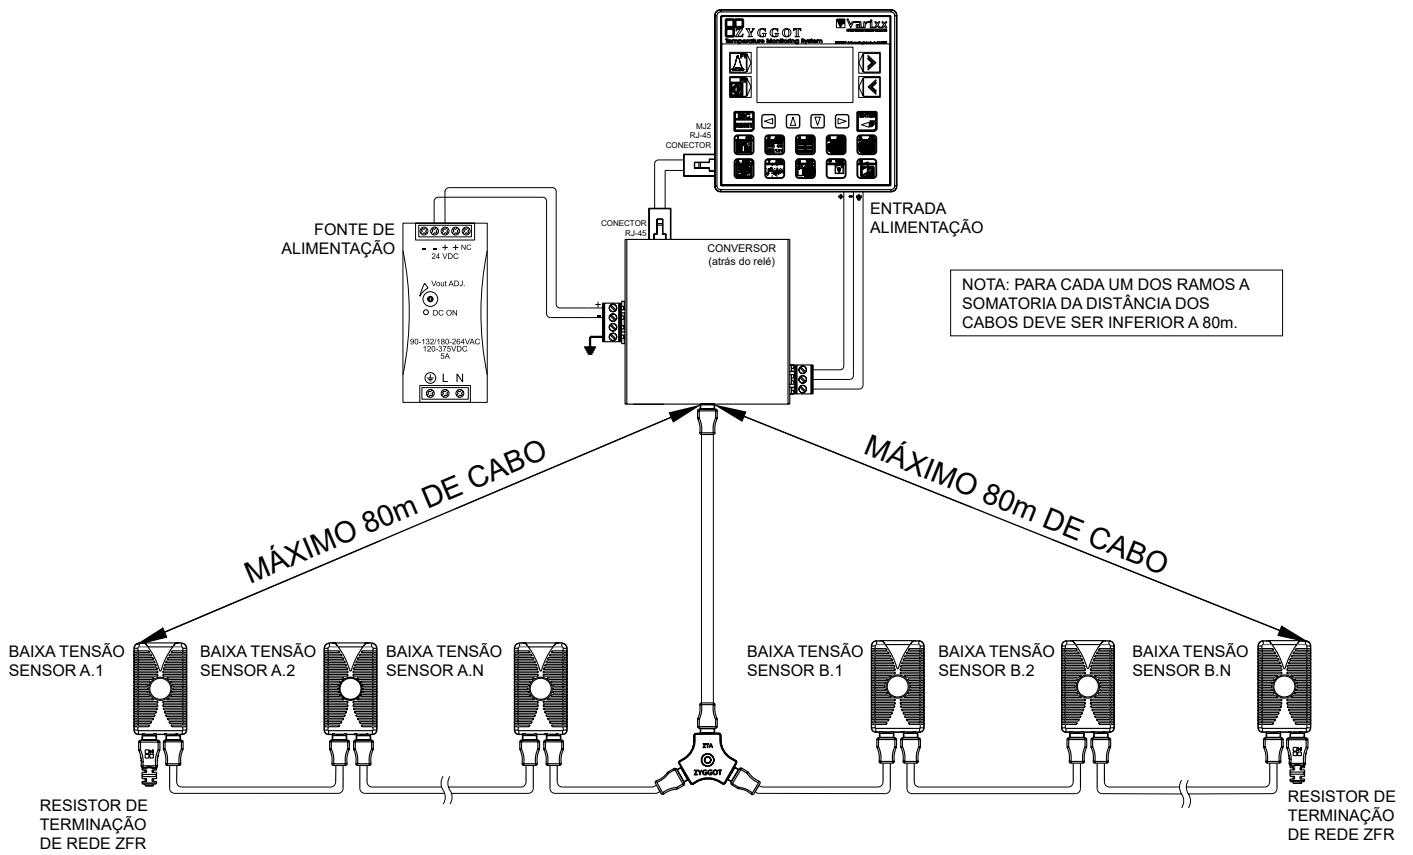 ZYGGOT
Temperature Monitoring System
Varixx
MJ2
RJ-45
CONECTOR
ENTRADA
ALIMENTAÇÃO
+ -
FONTE DE
ALIMENTAÇÃO
- - + + NC
24 VDC
Vout ADJ.
DC ON
90-132/180-264VAC
120-375VDC
5A
L N
CONECTOR
RJ-45
CONVERSOR
(atrás do relé)
+
-
NOTA: PARA CADA UM DOS RAMOS A
SOMATORIA DA DISTÂNCIA DOS
CABOS DEVE SER INFERIOR A 80m.
MÁXIMO 80m DE CABO
MÁXIMO 80m DE CABO
BAIXA TENSÃO
SENSOR A.1
BAIXA TENSÃO
SENSOR A.2
BAIXA TENSÃO
SENSOR A.N
BAIXA TENSÃO
SENSOR B.1
BAIXA TENSÃO
SENSOR B.2
BAIXA TENSÃO
SENSOR B.N
ZTA
ZYGGOT
RESISTOR DE
TERMINAÇÃO
DE REDE ZFR
RESISTOR DE
TERMINAÇÃO
DE REDE ZFR